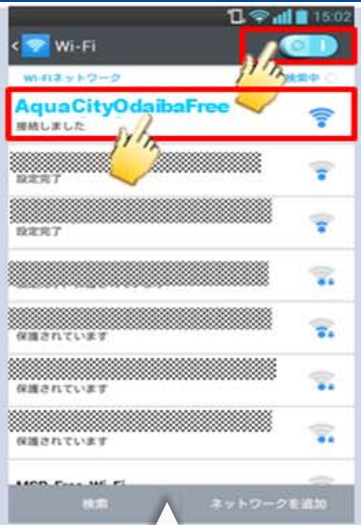 15:02
Wi-Fi
Wi-Fiネットワーク
検索中
AquaCityOdaibaFree
接続しました
設定完了
設定完了
保護されています
保護されています
保護されています
検索
ネットワークを追加